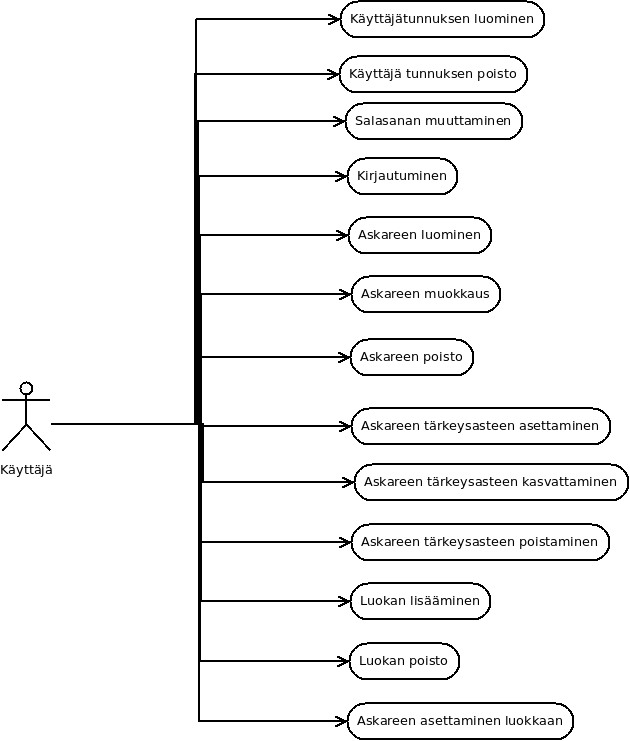 Käyttäjätunnuksen luominen
Käyttäjä tunnuksen poisto
Salasanan muuttaminen
Kirjautuminen
Askareen luominen
Askareen muokkaus
Askareen poisto
Askareen tärkeysasteen asettaminen
Käyttäjä
Askareen tärkeysasteen kasvattaminen
Askareen tärkeysasteen poistaminen
Luokan lisääminen
Luokan poisto
Askareen asettaminen luokkaan